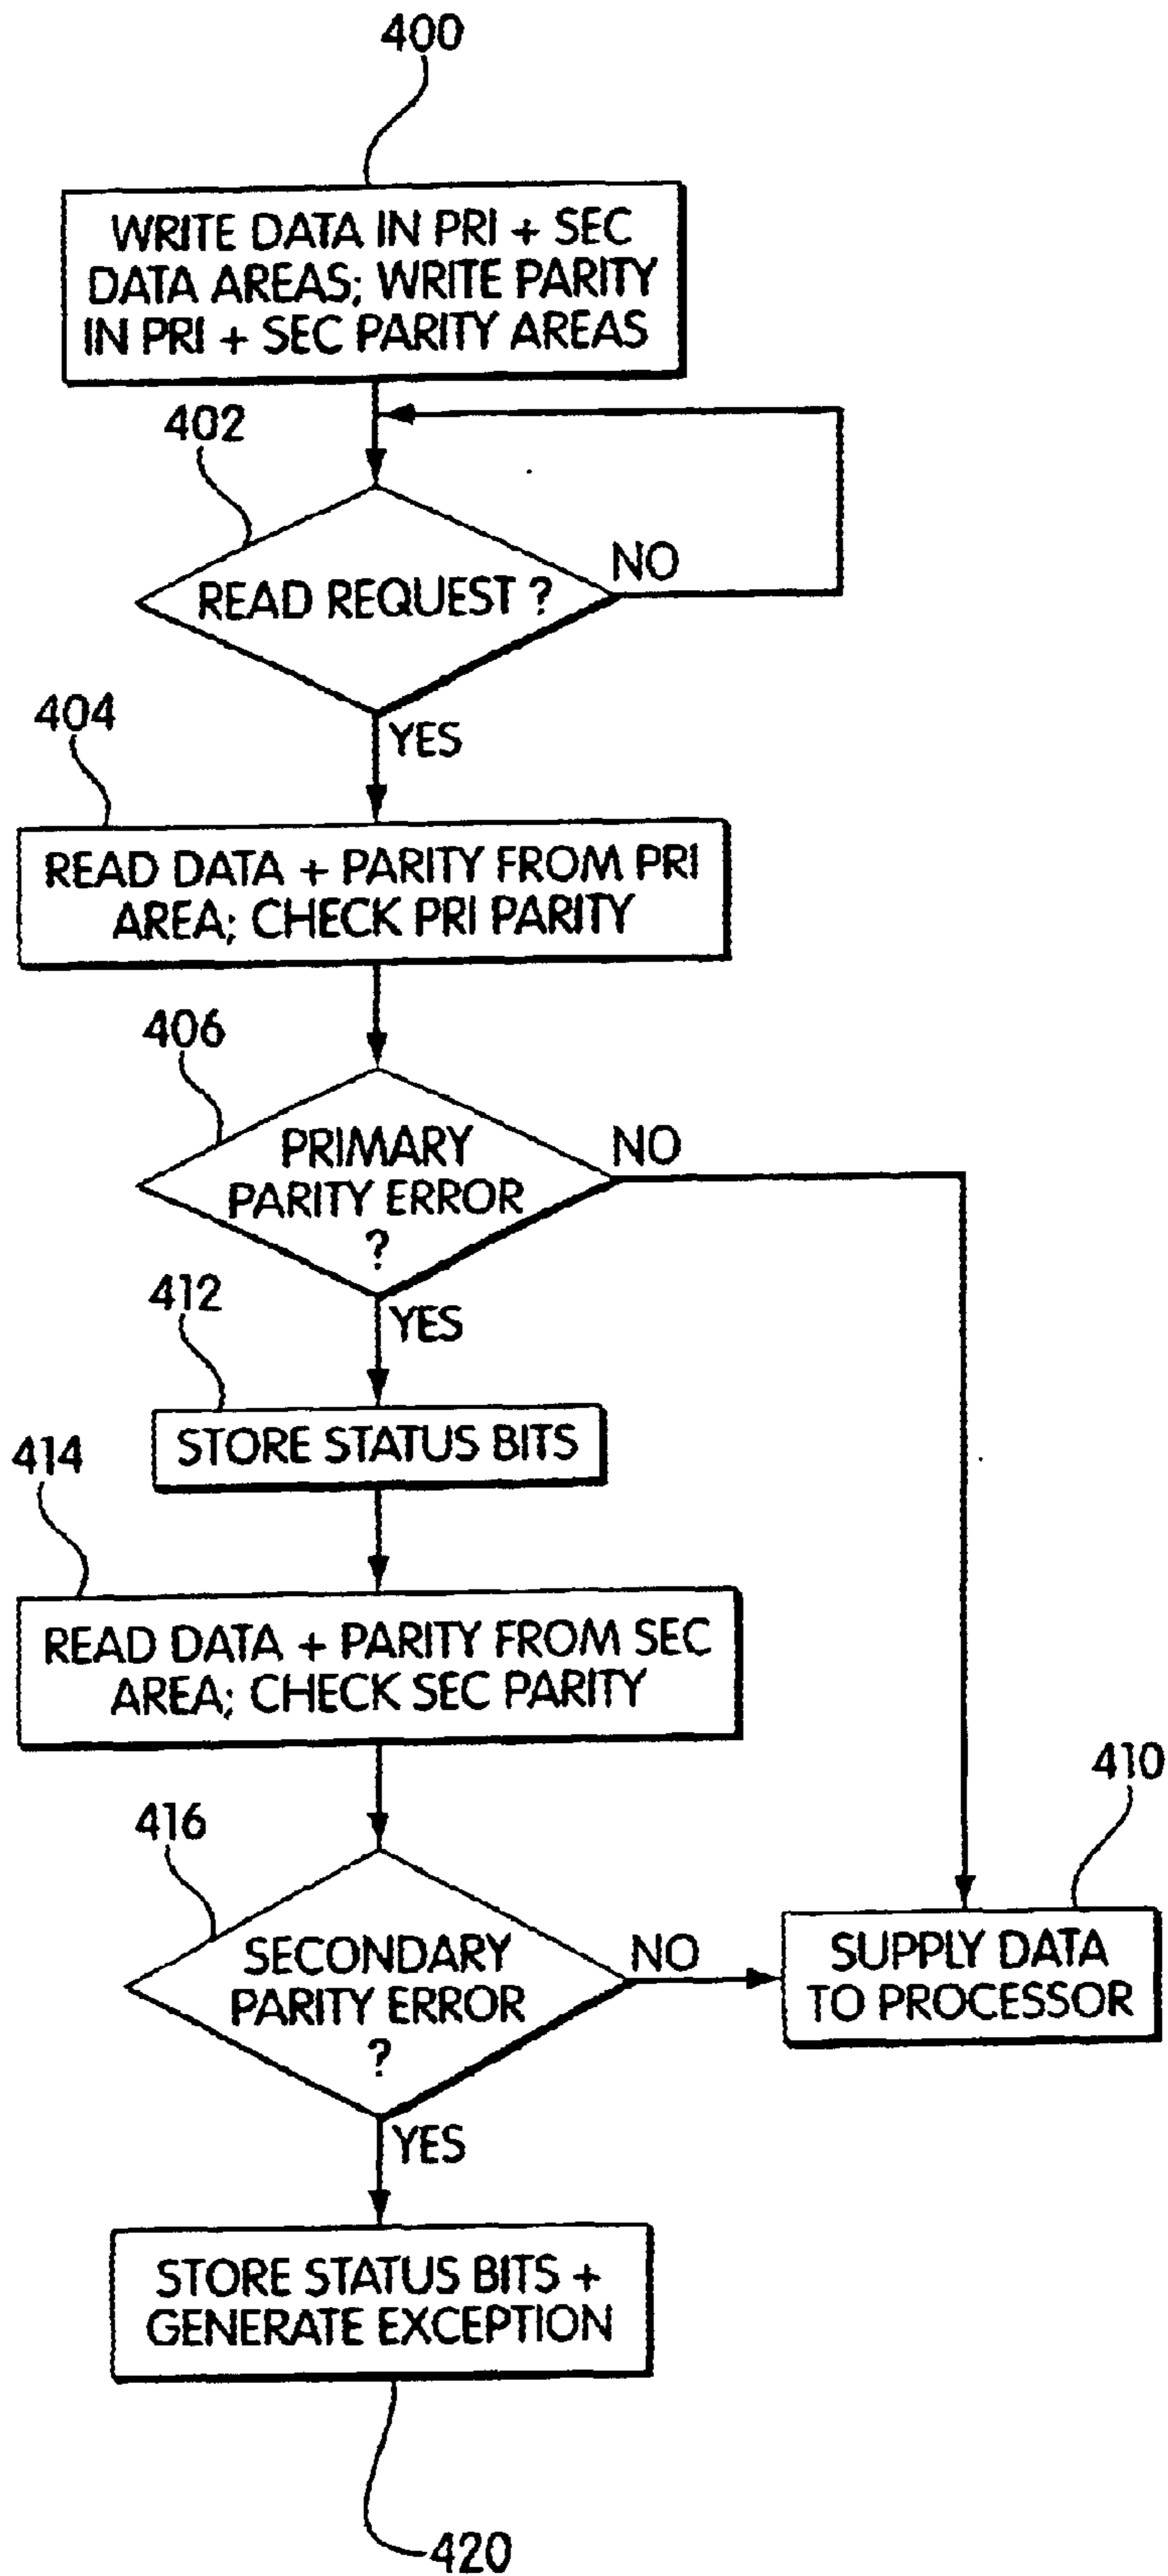 400
WRITE DATA IN PRI + SEC
DATA AREAS; WRITE PARITY
IN PRI + SEC PARITY AREAS
402
READ REQUEST ?
NO
YES
404
READ DATA + PARITY FROM PRI
AREA; CHECK PRI PARITY
406
PRIMARY
PARITY ERROR
?
NO
YES
412
STORE STATUS BITS
414
READ DATA + PARITY FROM SEC
AREA; CHECK SEC PARITY
416
SECONDARY
PARITY ERROR
?
NO
YES
410
SUPPLY DATA
TO PROCESSOR
STORE STATUS BITS +
GENERATE EXCEPTION
420